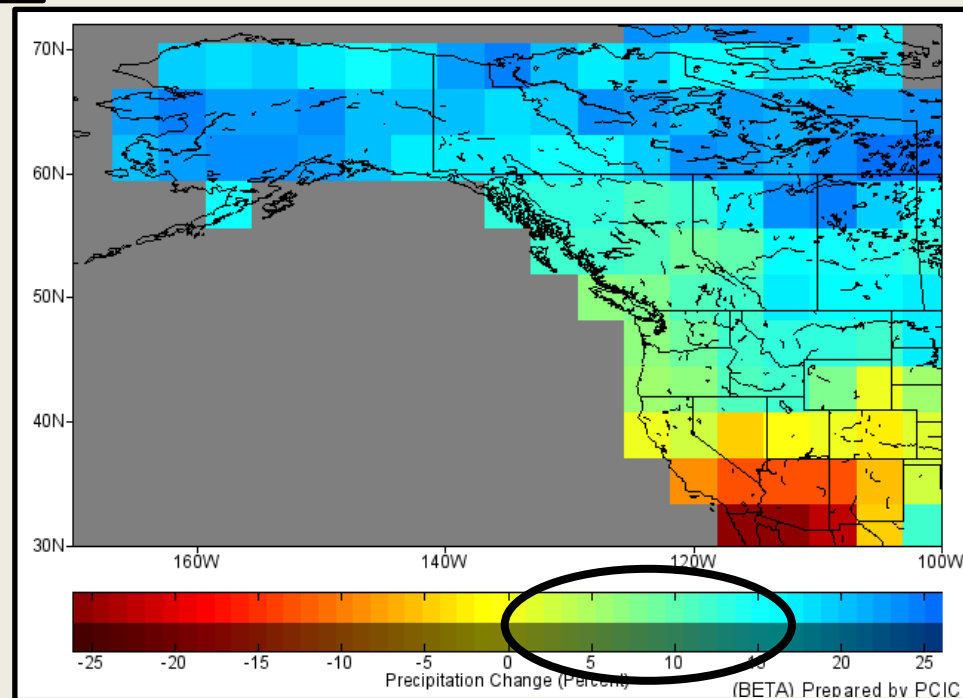 70N
60N
50N
40N
30N
160W 140W 120W 100W
-25 -20 -15 -10 -5 0 5 10 15 20 25
Precipitation Change (Percent)
(BETA) Prepared by PCIC